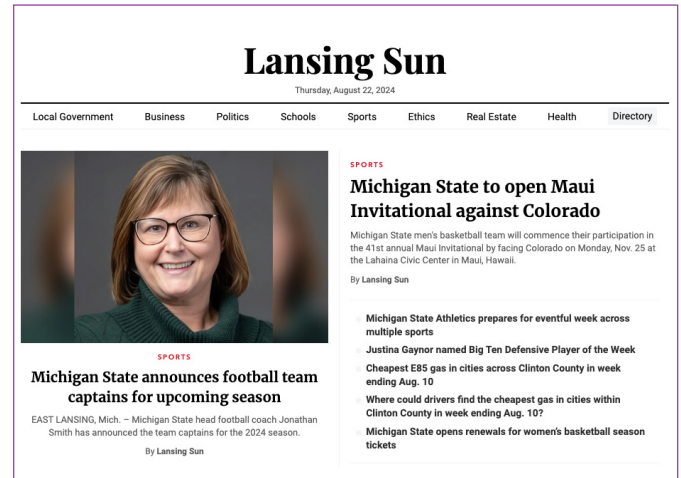 Lansing Sun
Thursday, August 22, 2024
Local Government Business Politics Schools Sports Ethics Real Estate Health Directory
SPORTS
Michigan State announces football team
captains for upcoming season
EAST LANSING, Mich. – Michigan State head football coach Jonathan
Smith has announced the team captains for the 2024 season.
By Lansing Sun
SPORTS
Michigan State to open Maui
Invitational against Colorado
Michigan State men's basketball team will commence their participation in
the 41st annual Maui Invitational by facing Colorado on Monday, Nov. 25 at
the Lahaina Civic Center in Maui, Hawaii.
By Lansing Sun
Michigan State Athletics prepares for eventful week across
multiple sports
Justina Gaynor named Big Ten Defensive Player of the Week
Cheapest E85 gas in cities across Clinton County in week
ending Aug. 10
Where could drivers find the cheapest gas in cities within
Clinton County in week ending Aug. 10?
Michigan State opens renewals for women's basketball season
tickets